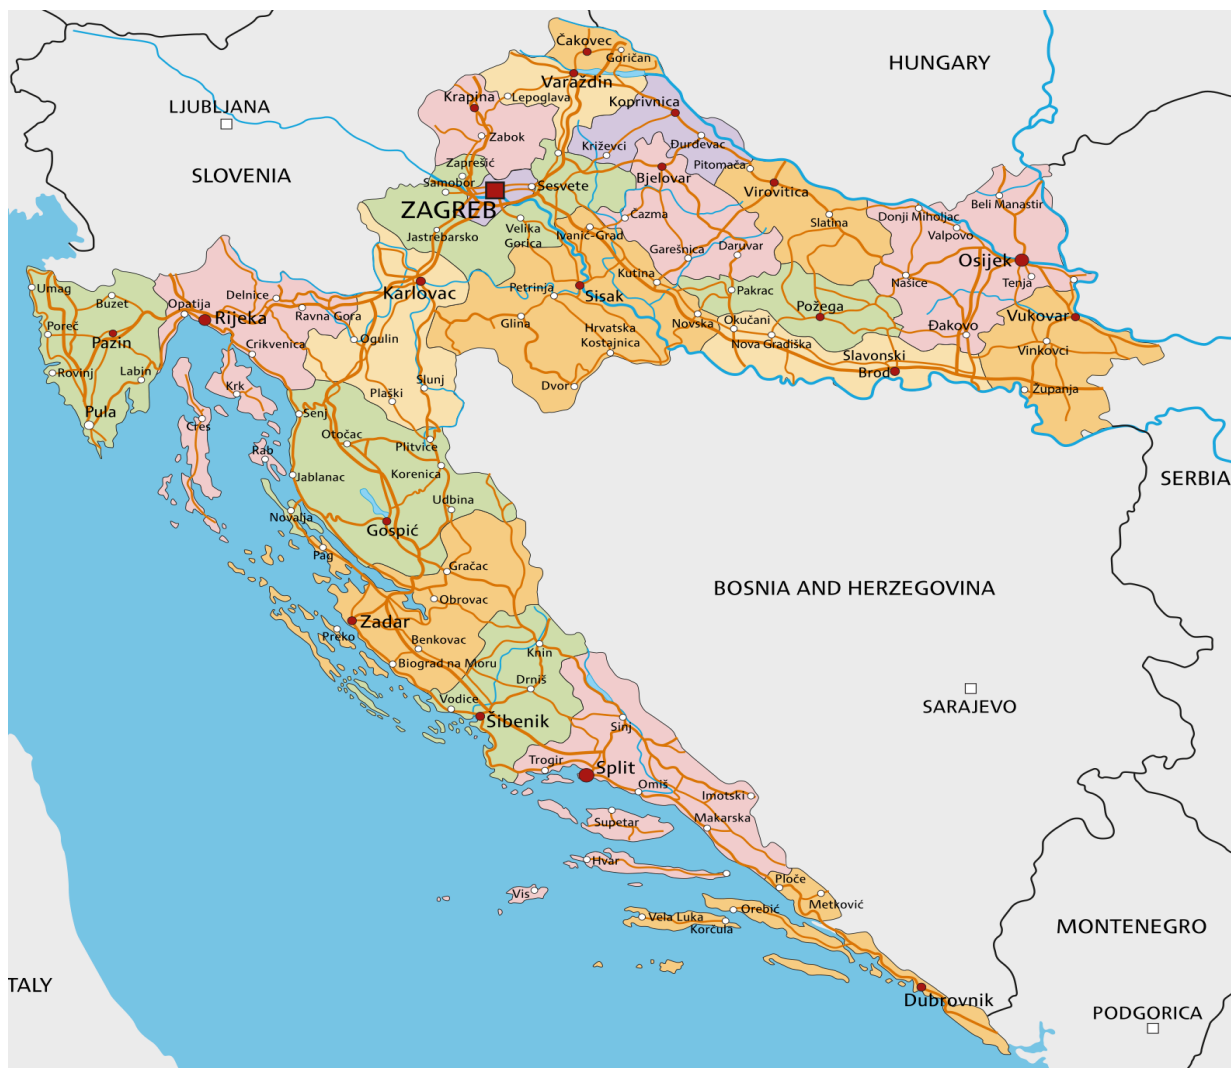 HUNGARY
Čakovec
Goričan
Varaždin
LJUBLJANA
Krapina
Lepoglava
Koprivnica
Zabok
Križevci
Đurđevac
SLOVENIA
Zaprešić
Pitomača
Samobor
Sesvete
Bjelovar
Virovitica
Beli Manastir
ZAGREB
Čazma
Donji Miholjac
Velika
Gorica
Ivanić-Grad
Slatina
Valpovo
Jastrebarsko
Garešnica
Daruvar
Osijek
Kutina
Umag
Buzet
Opatija
Delnice
Karlovac
Petrinja
Sisak
Pakrac
Našice
Tenja
Požega
Poreč
Rijeka
Ravna Gora
Glina
Hrvatska
Kostajnica
Novska
Okučani
Vukovar
Pazin
Crikvenica
Ogulin
Nova Gradiška
Đakovo
Vinkovci
Rovinj
Labin
Krk
Plaški
Slunj
Dvor
Slavonski
Brod
Županja
Pula
Cres
Senj
Otočac
Plitvice
Rab
Jablanac
Korenica
SERBIA
Novalja
Udbina
Gospić
Pag
Gračac
BOSNIA AND HERZEGOVINA
Obrovac
Zadar
Preko
Benkovac
Knin
Biograd na Moru
Drniš
SARAJEVO
Vodice
Šibenik
Sinj
Trogir
Split
Omiš
Imotski
Supetar
Makarska
Hvar
Ploče
Vis
Metković
Vela Luka
Orebić
Korčula
MONTENEGRO
TALY
Dubrovnik
PODGORICA